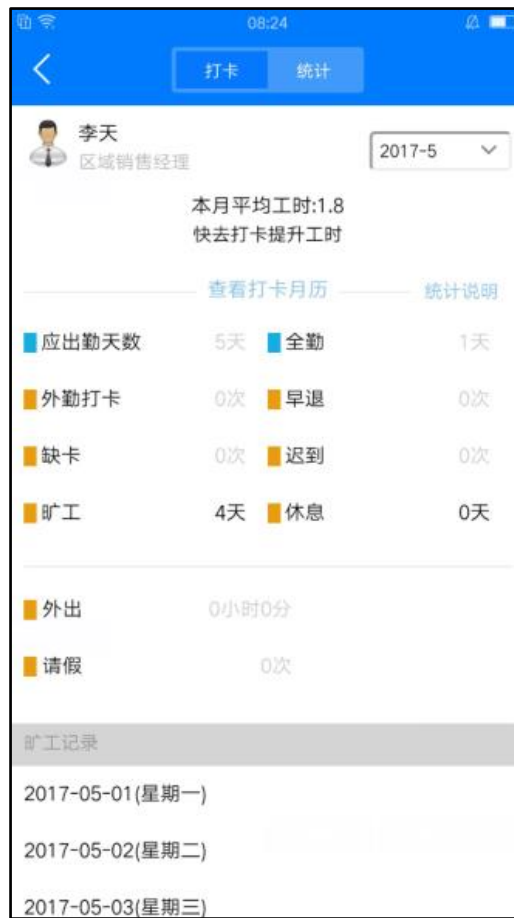 08:24
打卡 统计
李天
区域销售经理
2017-5
本月平均工时:1.8
快去打卡提升工时
查看打卡月历 统计说明
应出勤天数 5天 全勤 1天
外勤打卡 0次 早退 0次
缺卡 0次 迟到 0次
旷工 4天 休息 0天
外出 0小时0分
请假 0次
旷工记录
2017-05-01(星期一)
2017-05-02(星期二)
2017-05-03(星期三)